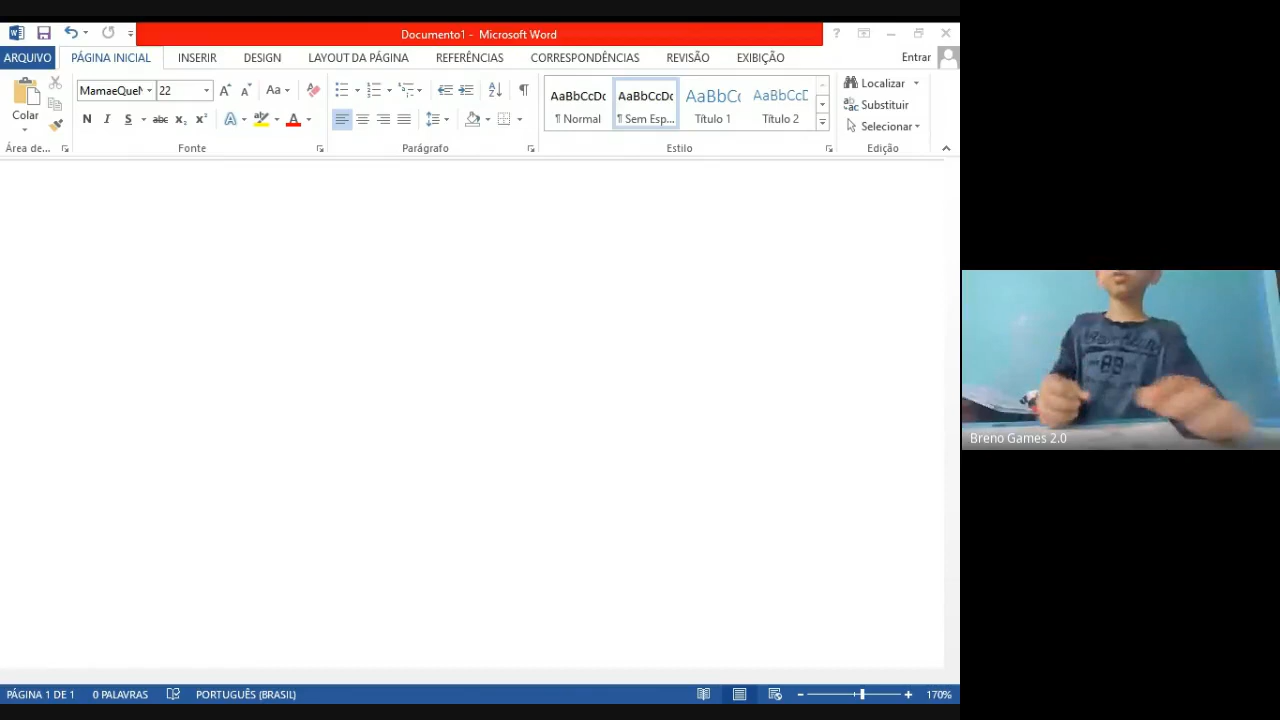 Documento1 - Microsoft Word
?
ARQUIVO PÁGINA INICIAL INSERIR DESIGN LAYOUT DA PÁGINA REFERÊNCIAS CORRESPONDÊNCIAS REVISÃO EXIBIÇÃO Entrar
MamaeQueN 22 Aa
AaBbCcDc AaBbCcDc AaBbCc AaBbCcD
Localizar
Colar
N I S abc x₂ x² A ab A
¶ Normal ¶ Sem Esp... Título 1 Título 2
Substituir
Selecionar
Área de... Fonte Parágrafo Estilo Edição
Breno Games 2.0
PÁGINA 1 DE 1 0 PALAVRAS PORTUGUÊS (BRASIL) 170%